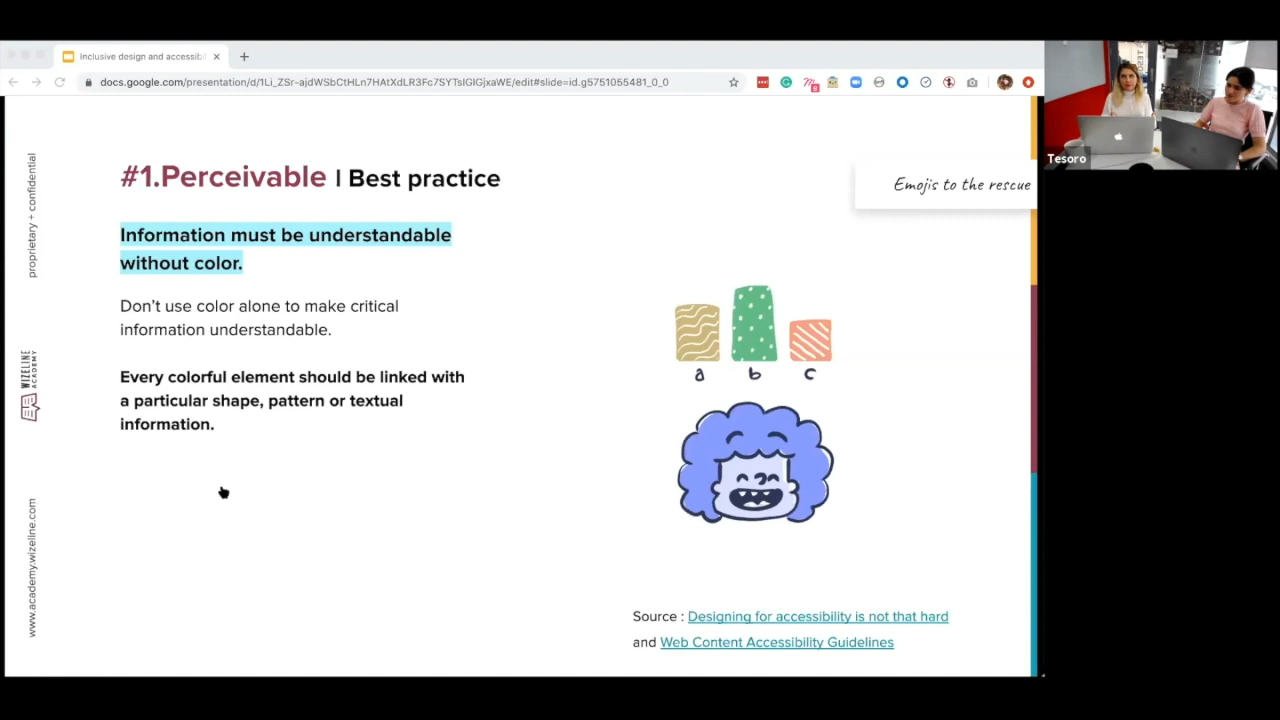 Inclusive design and accessibi
docs.google.com/presentation/d/1Li_ZSr-ajdWSbCtHLn7HAtXdLR3Fc7SYTsIGIGjxaWE/edit#slide=id.g5751055481_0_0
Tesoro
proprietary + confidential
WIZELINE
ACADEMY
www.academy.wizeline.com
#1.Perceivable | Best practice
Emojis to the rescue
Information must be understandable
without color.
Don’t use color alone to make critical
information understandable.
Every colorful element should be linked with
a particular shape, pattern or textual
information.
a b c
Source : Designing for accessibility is not that hard
and Web Content Accessibility Guidelines